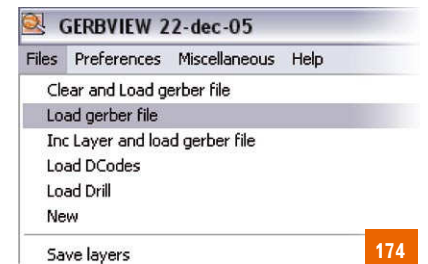 GERBVIEW 22-dec-05
Files Preferences Miscellaneous Help
Clear and Load gerber file
Load gerber file
Inc Layer and load gerber file
Load DCodes
Load Drill
New
Save layers
174